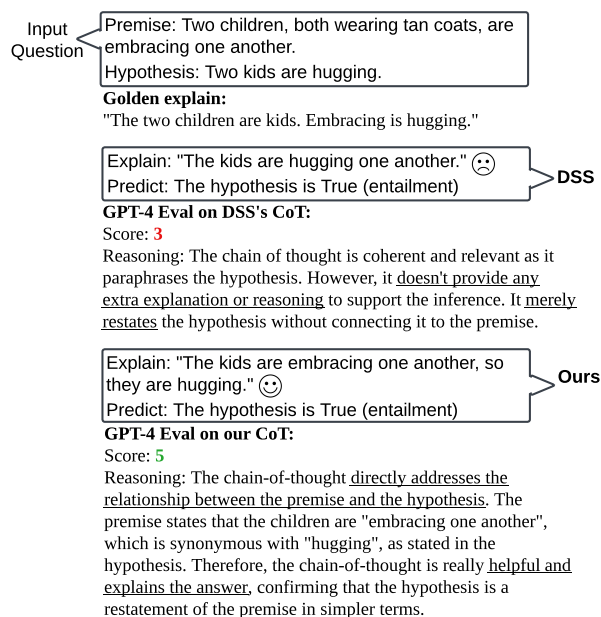 Input
Question
Premise: Two children, both wearing tan coats, are
embracing one another.
Hypothesis: Two kids are hugging.
Golden explain:
"The two children are kids. Embracing is hugging."
Explain: "The kids are hugging one another."
Predict: The hypothesis is True (entailment)
DSS
GPT-4 Eval on DSS's CoT:
Score: 3
Reasoning: The chain of thought is coherent and relevant as it
paraphrases the hypothesis. However, it doesn't provide any
extra explanation or reasoning to support the inference. It merely
restates the hypothesis without connecting it to the premise.
Explain: "The kids are embracing one another, so
they are hugging."
Predict: The hypothesis is True (entailment)
Ours
GPT-4 Eval on our CoT:
Score: 5
Reasoning: The chain-of-thought directly addresses the
relationship between the premise and the hypothesis. The
premise states that the children are "embracing one another",
which is synonymous with "hugging", as stated in the
hypothesis. Therefore, the chain-of-thought is really helpful and
explains the answer, confirming that the hypothesis is a
restatement of the premise in simpler terms.